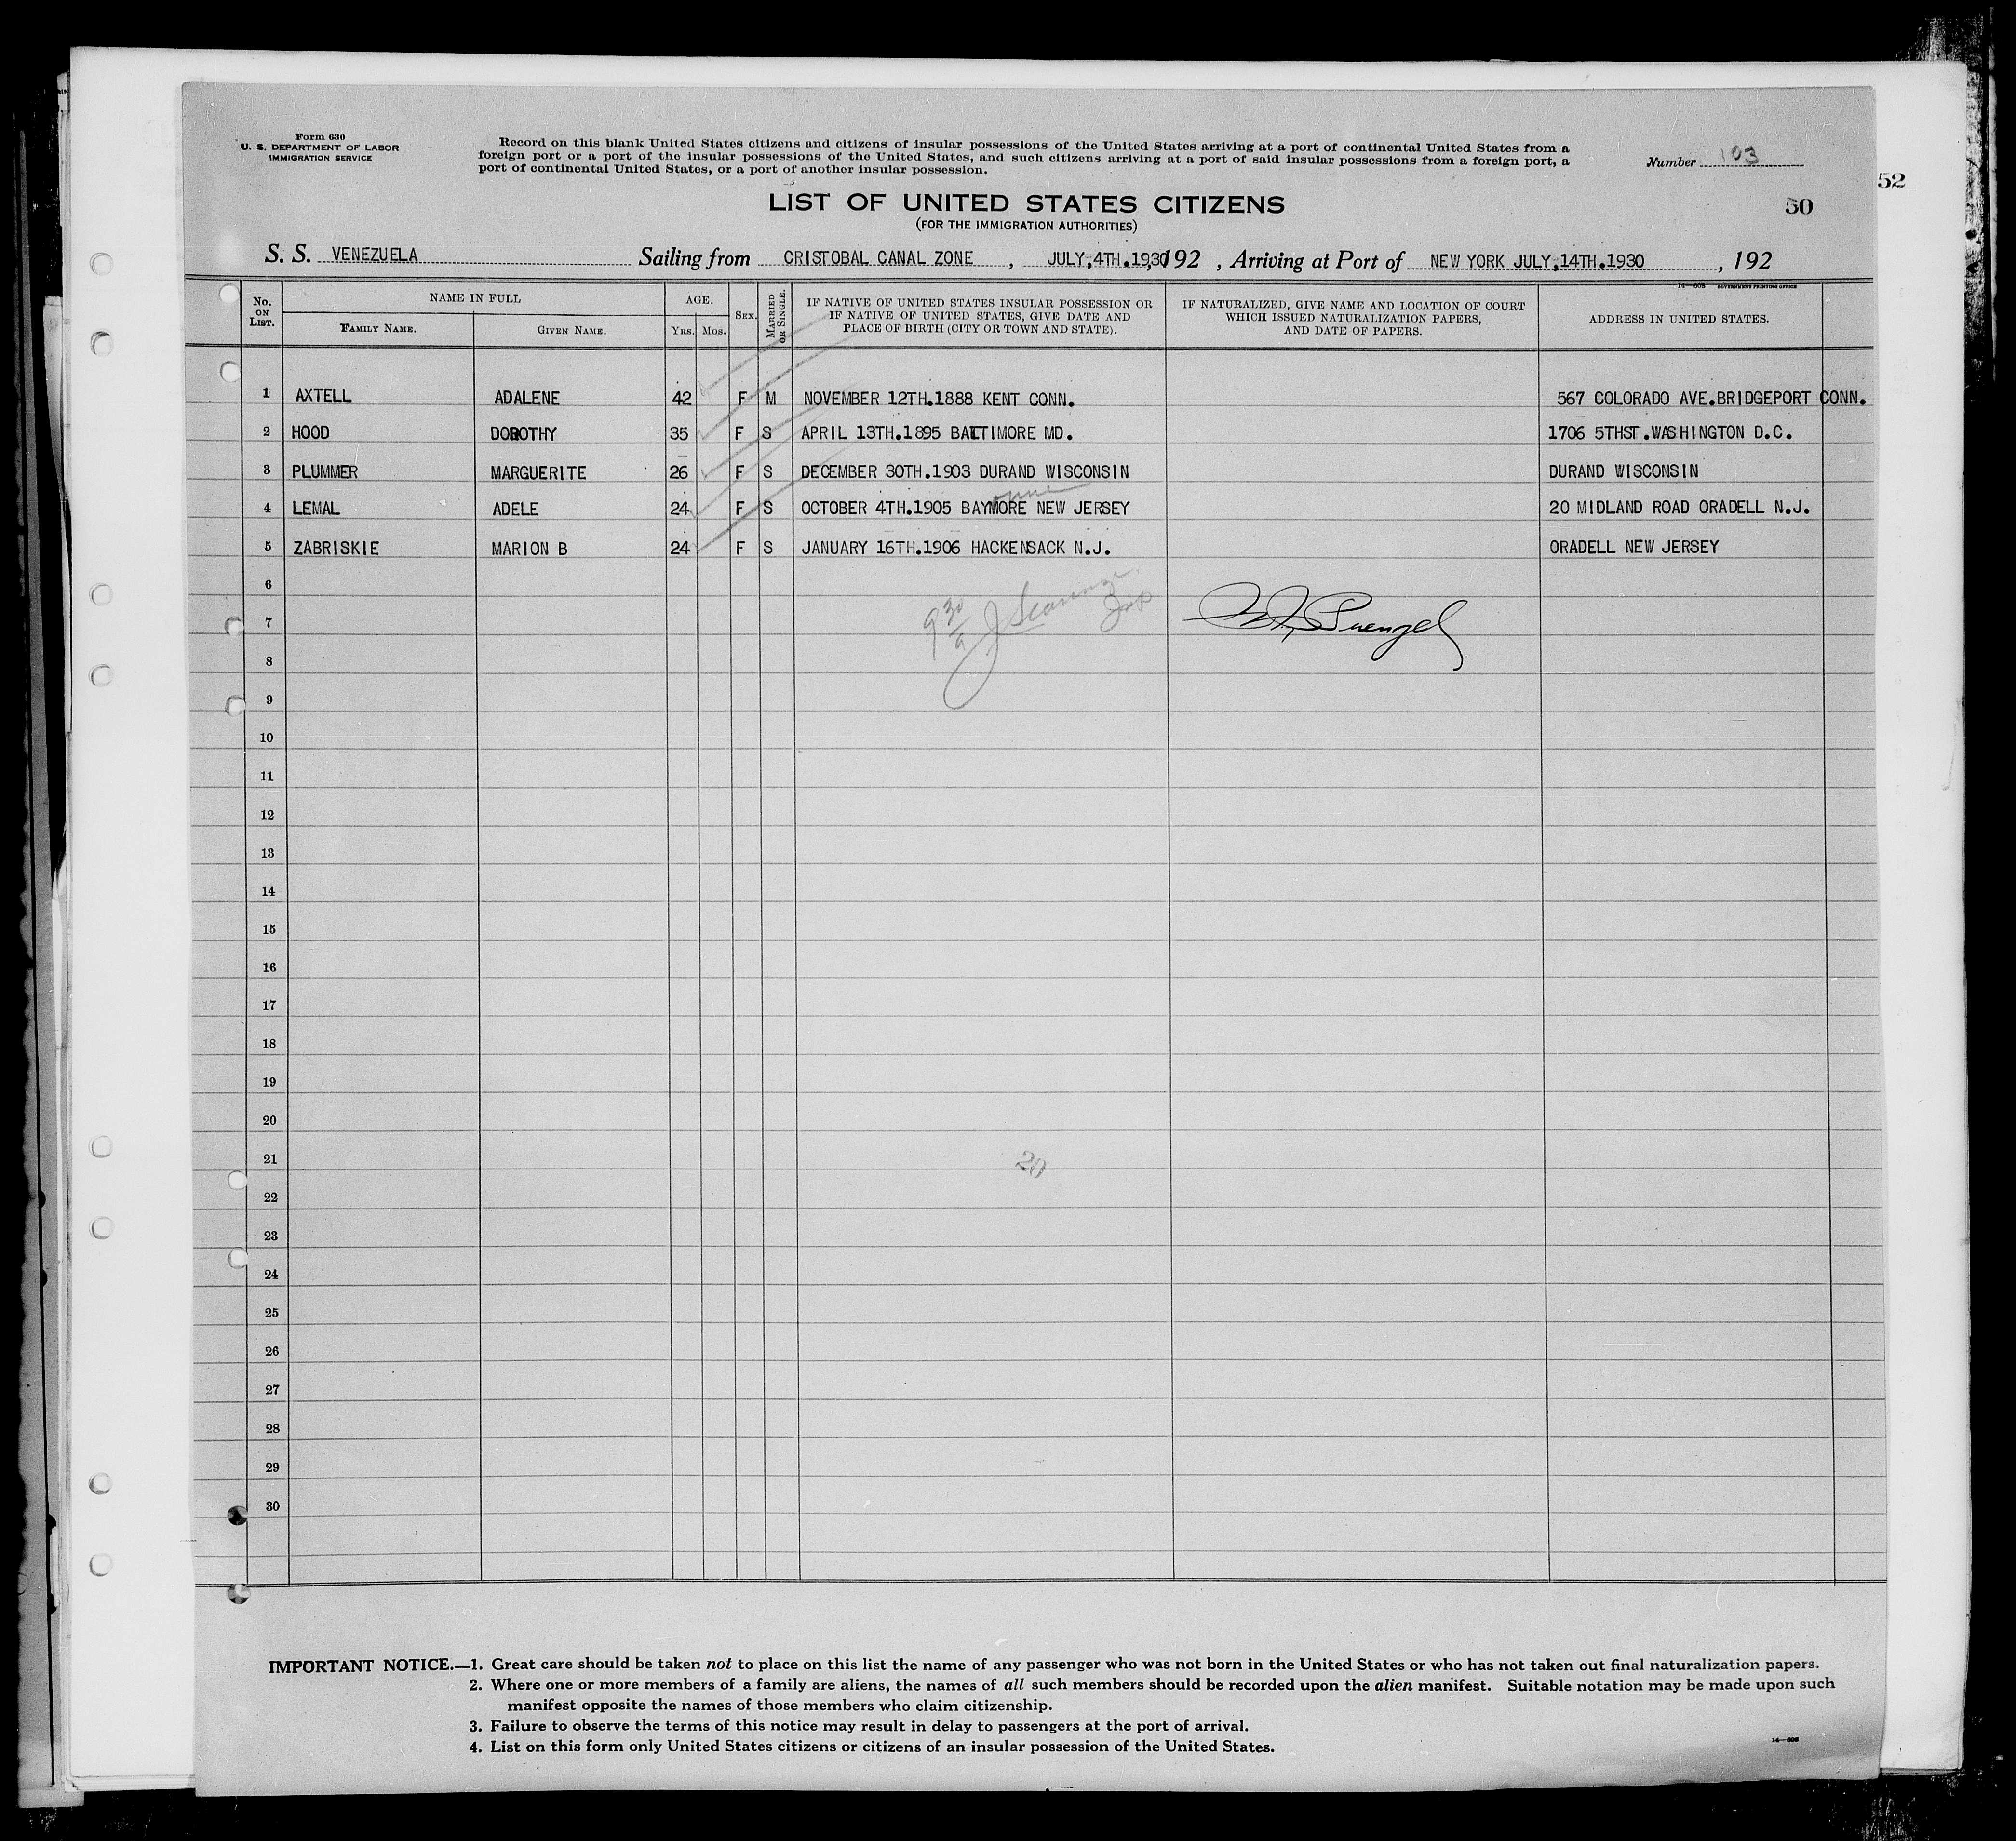 Form 630
U. S. DEPARTMENT OF LABOR
IMMIGRATION SERVICE
Record on this blank United States citizens and citizens of insular possessions of the United States arriving at a port of continental United States from a
foreign port or a port of the insular possessions of the United States, and such citizens arriving at a port of said insular possessions from a foreign port, a
port of continental United States, or a port of another insular possession.
Number 103
52
50
LIST OF UNITED STATES CITIZENS
(FOR THE IMMIGRATION AUTHORITIES)
S. S. VENEZUELA Sailing from CRISTOBAL CANAL ZONE , JULY,4TH.1930 192 , Arriving at Port of NEW YORK JULY,14TH.1930 , 192
14—608 GOVERNMENT PRINTING OFFICE
No. ON LIST. NAME IN FULL FAMILY NAME. GIVEN NAME. AGE. YRS. MOS. SEX. MARRIED OR SINGLE. IF NATIVE OF UNITED STATES INSULAR POSSESSION OR IF NATIVE OF UNITED STATES, GIVE DATE AND PLACE OF BIRTH (CITY OR TOWN AND STATE). IF NATURALIZED, GIVE NAME AND LOCATION OF COURT WHICH ISSUED NATURALIZATION PAPERS, AND DATE OF PAPERS. ADDRESS IN UNITED STATES.
1 AXTELL ADALENE 42 F M NOVEMBER 12TH.1888 KENT CONN. 567 COLORADO AVE.BRIDGEPORT CONN.
2 HOOD DOROTHY 35 F S APRIL 13TH.1895 BALTIMORE MD. 1706 5THST.WASHINGTON D.C.
3 PLUMMER MARGUERITE 26 F S DECEMBER 30TH.1903 DURAND WISCONSIN DURAND WISCONSIN
onne
4 LEMAL ADELE 24 F S OCTOBER 4TH.1905 BAYMORE NEW JERSEY 20 MIDLAND ROAD ORADELL N.J.
5 ZABRISKIE MARION B 24 F S JANUARY 16TH.1906 HACKENSACK N.J. ORADELL NEW JERSEY
6
9 30/a
7
8
9
10
11
12
13
14
15
16
17
18
19
20
21
20
22
23
24
25
26
27
28
29
30
IMPORTANT NOTICE.—1. Great care should be taken not to place on this list the name of any passenger who was not born in the United States or who has not taken out final naturalization papers.
2. Where one or more members of a family are aliens, the names of all such members should be recorded upon the alien manifest. Suitable notation may be made upon such
manifest opposite the names of those members who claim citizenship.
3. Failure to observe the terms of this notice may result in delay to passengers at the port of arrival.
4. List on this form only United States citizens or citizens of an insular possession of the United States.
14—608